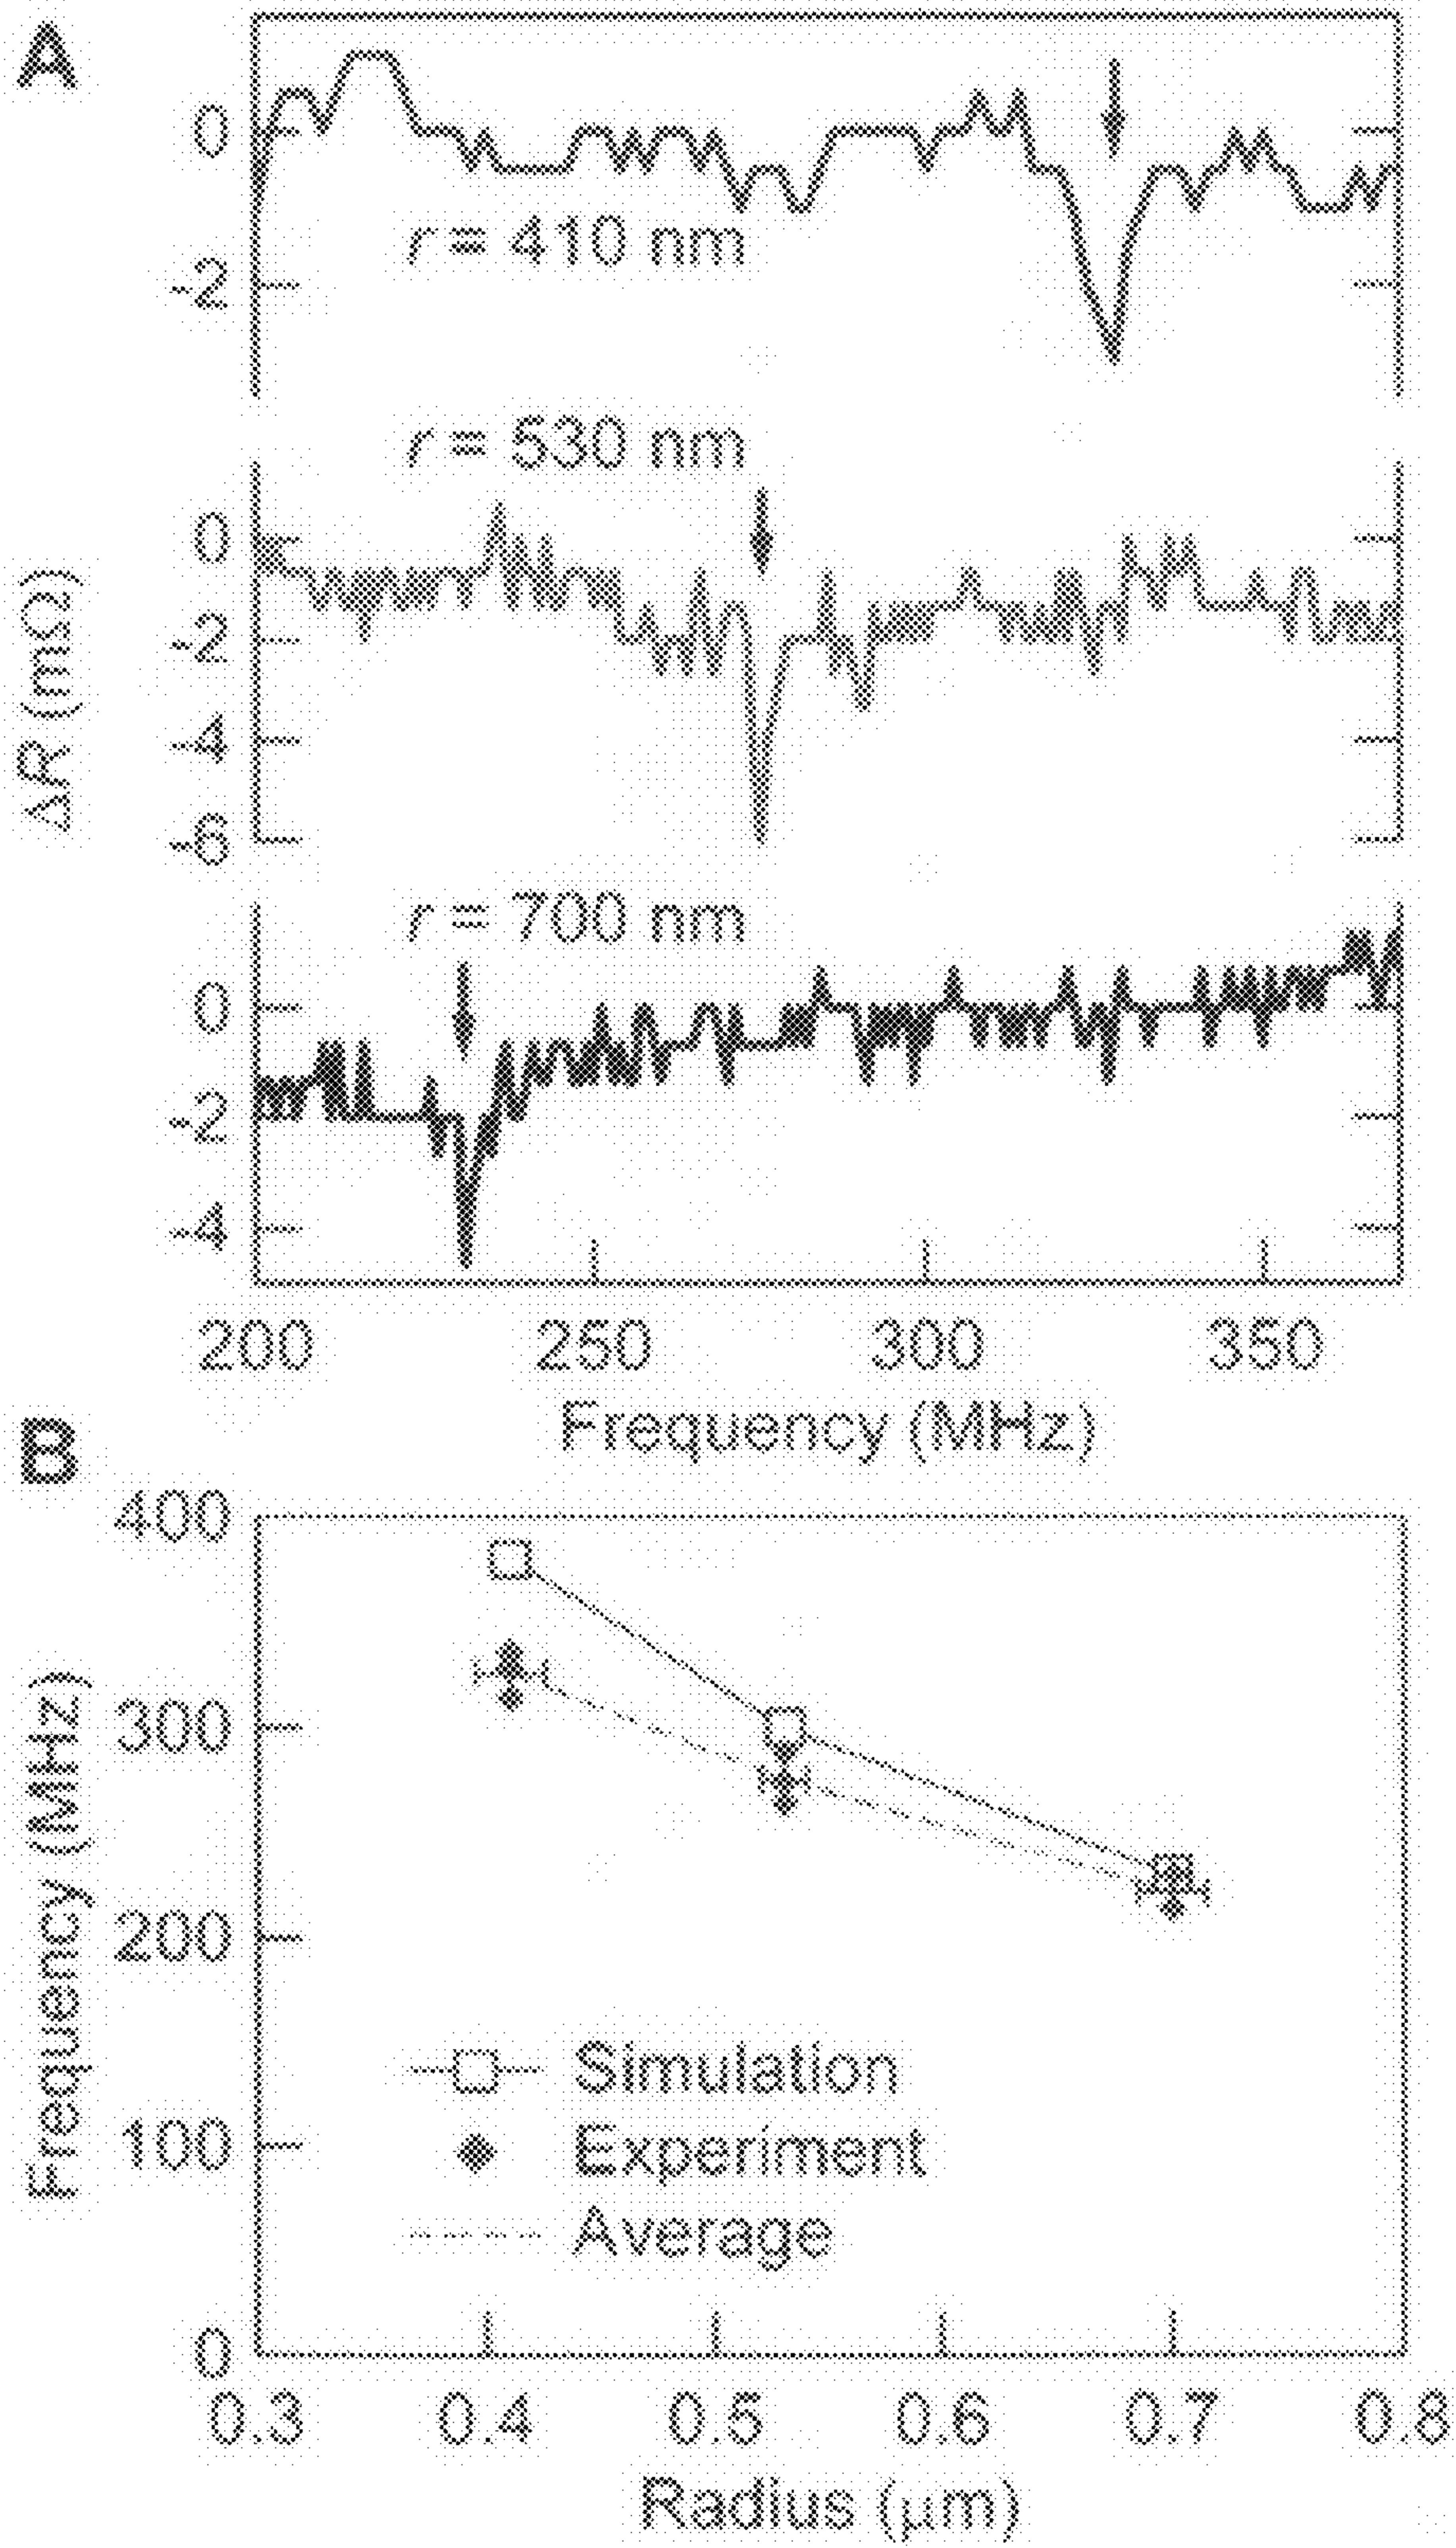 A
0
-2
r = 410 nm
r = 530 nm
0
-2
-4
-6
ΔR (mΩ)
r = 700 nm
0
-2
-4
200 250 300 350
Frequency (MHz)
B
400
300
200
100
0
Frequency (MHz)
Simulation
Experiment
Average
0.3 0.4 0.5 0.6 0.7 0.8
Radius (μm)